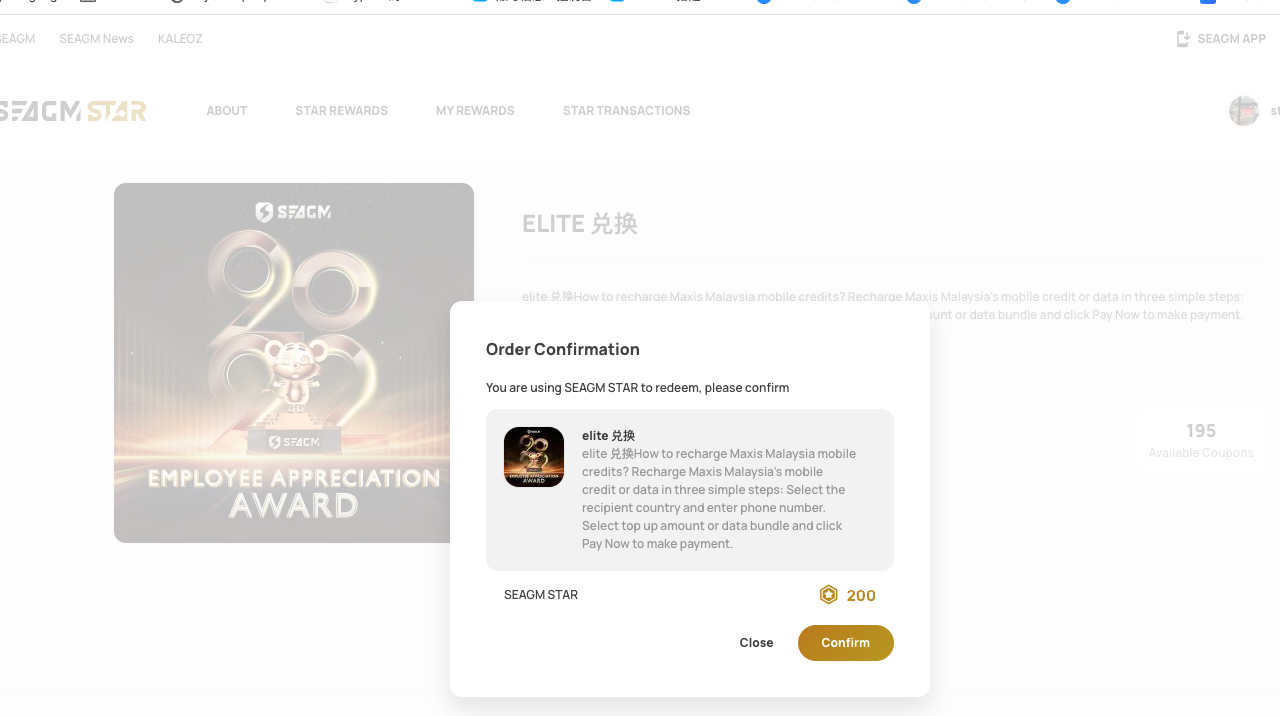 SEAGM
SEAGM News
KALEOZ
SEAGM APP
SEAGM STAR
ABOUT
STAR REWARDS
MY REWARDS
STAR TRANSACTIONS
st
SEAGM
2022
SEAGM
EMPLOYEE APPRECIATION
AWARD
ELITE 兑换
elite 兑换How to recharge Maxis Malaysia mobile credits? Recharge Maxis Malaysia's mobile credit or data in three simple steps:
unt or data bundle and click Pay Now to make payment.
195
Available Coupons
Order Confirmation
You are using SEAGM STAR to redeem, please confirm
elite 兑换
elite 兑换How to recharge Maxis Malaysia mobile
credits? Recharge Maxis Malaysia's mobile
credit or data in three simple steps: Select the
recipient country and enter phone number.
Select top up amount or data bundle and click
Pay Now to make payment.
SEAGM STAR
200
Close
Confirm